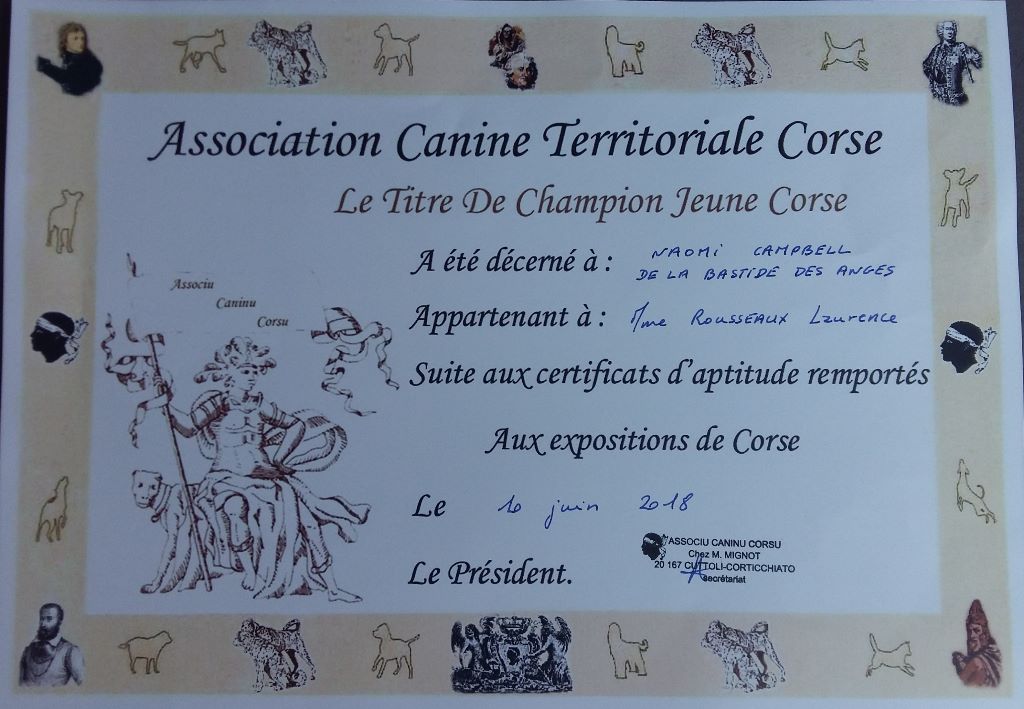 Association Canine Territoriale Corse
Le Titre De Champion Jeune Corse
A été décerné à : NAOMI CAMPBELL
DE LA BASTIDE DES ANGES
Associu
Caninu
Corsu
Appartenant à : Mme ROUSSEAUX Laurence
Suite aux certificats d'aptitude remportés
Aux expositions de Corse
Le 10 juin 2018
Le Président.
ASSOCIU CANINU CORSU
Chez M. MIGNOT
20 167 CUTTOLI-CORTICCHIATO
secrétariat